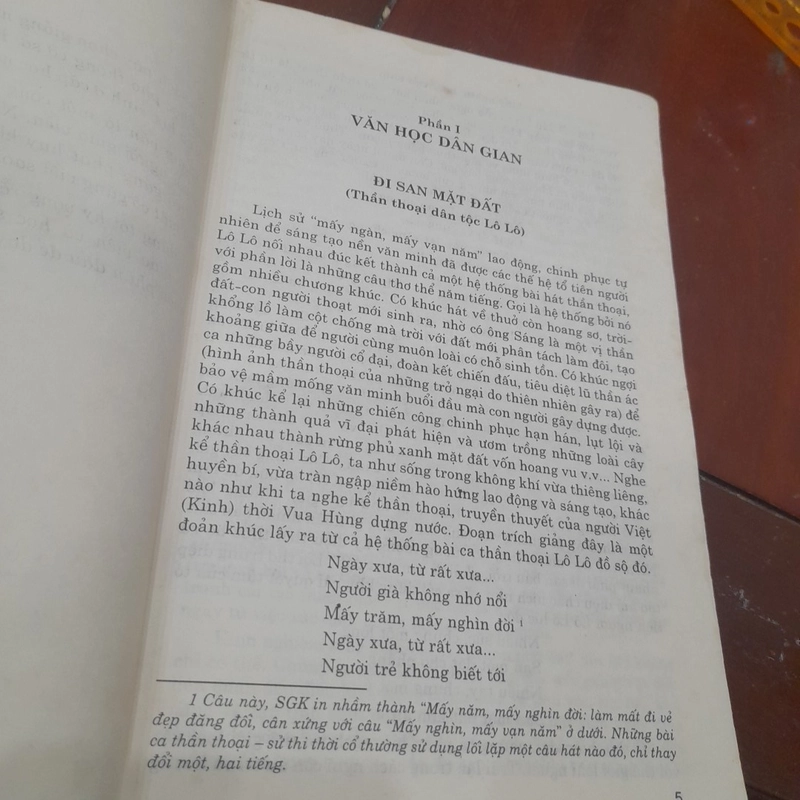 Phần I
VĂN HỌC DÂN GIAN
ĐI SAN MẶT ĐẤT
(Thần thoại dân tộc Lô Lô)
Lịch sử "mấy ngàn, mấy vạn năm" lao động, chinh phục tự
nhiên để sáng tạo nền văn minh đã được các thế hệ tổ tiên người
Lô Lô nối nhau đúc kết thành cả một hệ thống bài hát thần thoại,
với phần lời là những câu thơ thể năm tiếng. Gọi là hệ thống bởi nó
gồm nhiều chương khúc. Có khúc hát về thuở còn hoang sơ, trời-
đất-con người thoạt mới sinh ra, nhờ có ông Sáng là một vị thần
khổng lồ làm cột chống mà trời với đất mới phân tách làm đôi, tạo
khoảng giữa để người cùng muôn loài có chỗ sinh tồn. Có khúc ngợi
ca những bầy người cổ đại, đoàn kết chiến đấu, tiêu diệt lũ thần ác
(hình ảnh thần thoại của những trở ngại do thiên nhiên gây ra) để
bảo vệ mầm mống văn minh buổi đầu mà con người gây dựng được.
Có khúc kể lại những chiến công chinh phục hạn hán, lụt lội và
những thành quả vĩ đại phát hiện và ươm trồng những loài cây
khác nhau thành rừng phủ xanh mặt đất vốn hoang vu v.v... Nghe
kể thần thoại Lô Lô, ta như sống trong không khí vừa thiêng liêng,
huyền bí, vừa tràn ngập niềm hào hứng lao động và sáng tạo, khác
nào như khi ta nghe kể thần thoại, truyền thuyết của người Việt
(Kinh) thời Vua Hùng dựng nước. Đoạn trích giảng đây là một
đoản khúc lấy ra từ cả hệ thống bài ca thần thoại Lô Lô đồ sộ đó.
Ngày xưa, từ rất xưa...
Người già không nhớ nổi
Mấy trăm, mấy nghìn đời ¹
Ngày xưa, từ rất xưa...
Người trẻ không biết tới
1 Câu này, SGK in nhầm thành "Mấy năm, mấy nghìn đời: làm mất đi vẻ
đẹp đăng đối, cân xứng với câu "Mấy nghìn, mấy vạn năm" ở dưới. Những bài
ca thần thoại – sử thi thời cổ thường sử dụng lối lặp một câu hát nào đó, chỉ thay
đổi một, hai tiếng.
5